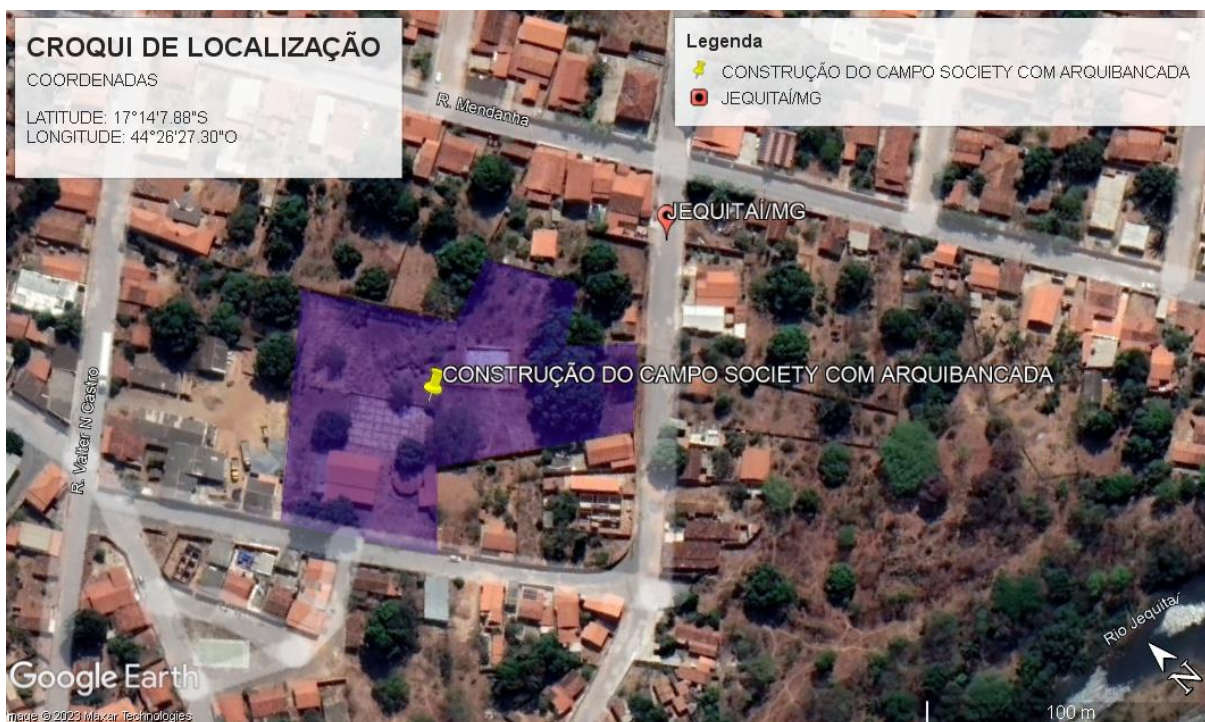 CROQUI DE LOCALIZAÇÃO
COORDENADAS
LATITUDE: 17°14'7.88"S
LONGITUDE: 44°26'27.30"O
Legenda
CONSTRUÇÃO DO CAMPO SOCIETY COM ARQUIBANCADA
JEQUITAÍ/MG
R. Mendanha
JEQUITAÍ/MG
CONSTRUÇÃO DO CAMPO SOCIETY COM ARQUIBANCADA
R. Valter N Castro
Rio Jequitaí
N
Google Earth
Image © 2023 Maxar Technologies
100 m